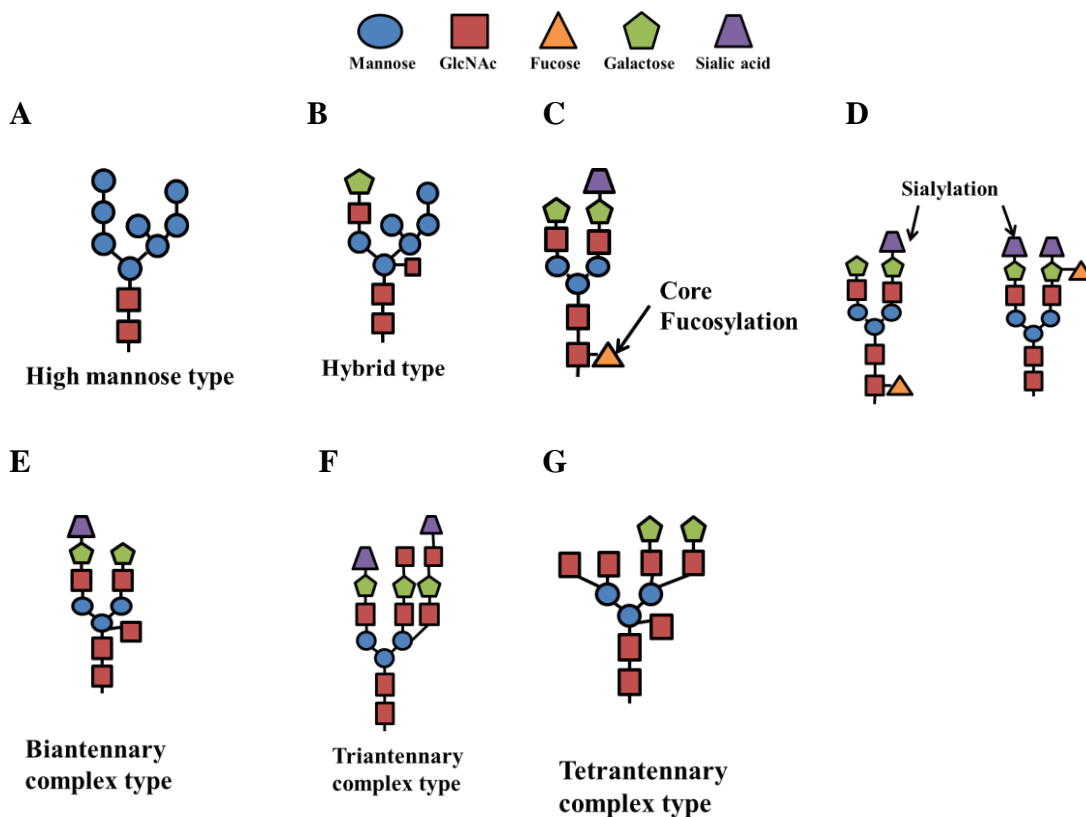 Mannose GlcNAc Fucose Galactose Sialic acid
A
B
C
D
High mannose type
Hybrid type
Core
Fucosylation
Sialylation
E
F
G
Biantennary
complex type
Triantennary
complex type
Tetrantennary
complex type